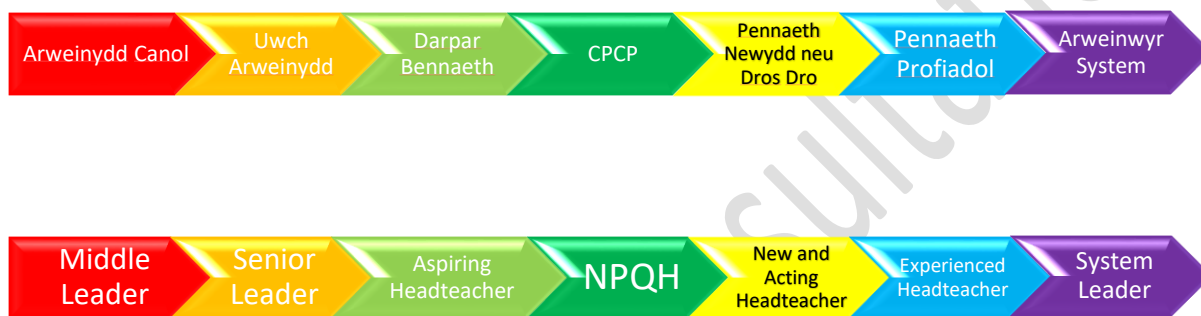 Arweinydd Canol
Uwch
Arweinydd
Darpar
Bennaeth
CPCP
Pennaeth
Newydd neu
Dros Dro
Pennaeth
Profiadol
Arweinwyr
System
Middle
Leader
Senior
Leader
Aspiring
Headteacher
NPQH
New and
Acting
Headteacher
Experienced
Headteacher
System
Leader